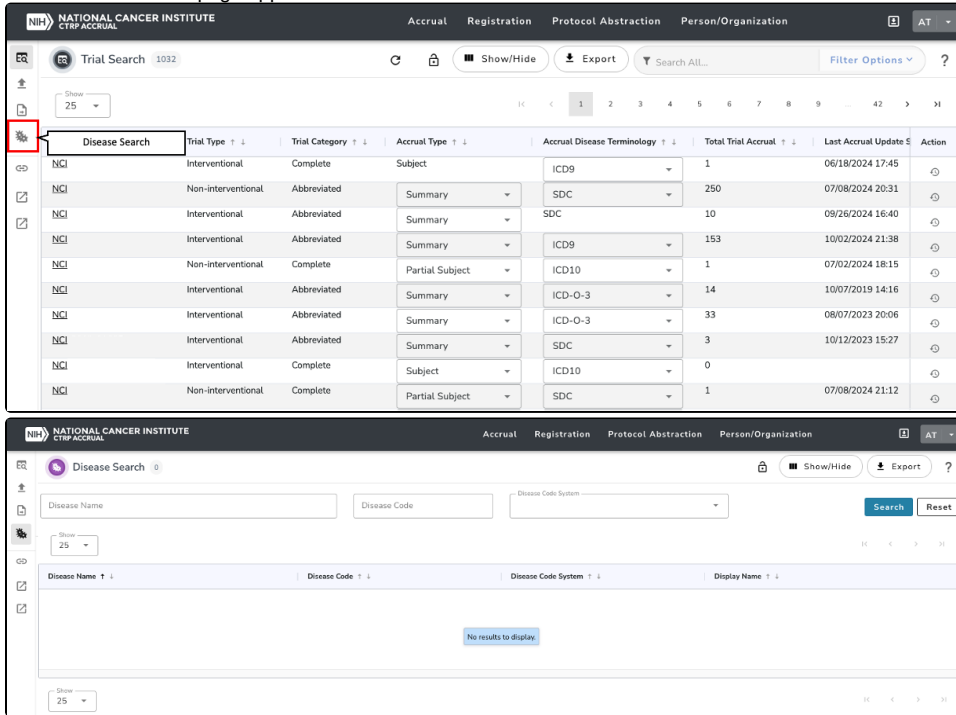 NIH NATIONAL CANCER INSTITUTE
CTRP ACCRUAL
Accrual Registration Protocol Abstraction Person/Organization AT
Trial Search 1032 Show/Hide Export Search All... Filter Options ?
Show
25 1 2 3 4 5 6 7 8 9 ... 42
Disease Search Trial Type ↑ ↓ Trial Category ↑ ↓ Accrual Type ↑ ↓ Accrual Disease Terminology ↑ ↓ Total Trial Accrual ↑ ↓ Last Accrual Update S Action
NCI Interventional Complete Subject ICD9 1 06/18/2024 17:45
NCI Non-interventional Abbreviated Summary SDC 250 07/08/2024 20:31
NCI Interventional Abbreviated Summary SDC 10 09/26/2024 16:40
NCI Interventional Abbreviated Summary ICD9 153 10/02/2024 21:38
NCI Non-interventional Complete Partial Subject ICD10 1 07/02/2024 18:15
NCI Interventional Abbreviated Summary ICD-O-3 14 10/07/2019 14:16
NCI Interventional Abbreviated Summary ICD-O-3 33 08/07/2023 20:06
NCI Interventional Abbreviated Summary SDC 3 10/12/2023 15:27
NCI Interventional Complete Subject ICD10 0
NCI Non-interventional Complete Partial Subject SDC 1 07/08/2024 21:12
NIH NATIONAL CANCER INSTITUTE
CTRP ACCRUAL
Accrual Registration Protocol Abstraction Person/Organization AT
Disease Search 0 Show/Hide Export ?
Disease Name Disease Code Disease Code System Search Reset
Show
25
Disease Name ↑ ↓ Disease Code ↑ ↓ Disease Code System ↑ ↓ Display Name ↑ ↓
No results to display.
Show
25